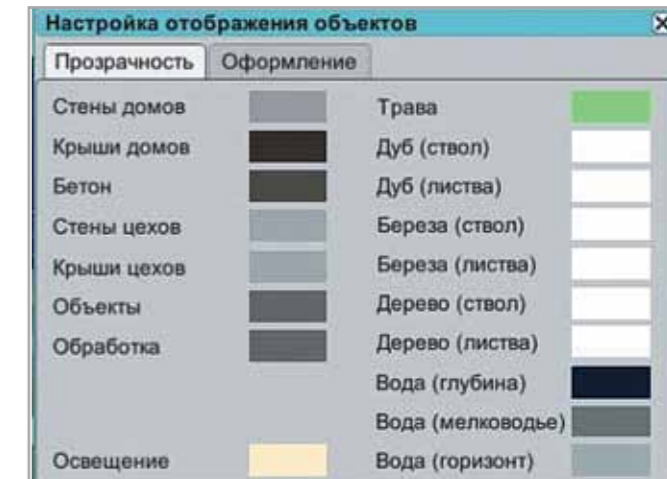 Настройка отображения объектов
Прозрачность Оформление
Стены домов
Крыши домов
Бетон
Стены цехов
Крыши цехов
Объекты
Обработка
Освещение
Трава
Дуб (ствол)
Дуб (листва)
Береза (ствол)
Береза (листва)
Дерево (ствол)
Дерево (листва)
Вода (глубина)
Вода (мелководье)
Вода (горизонт)